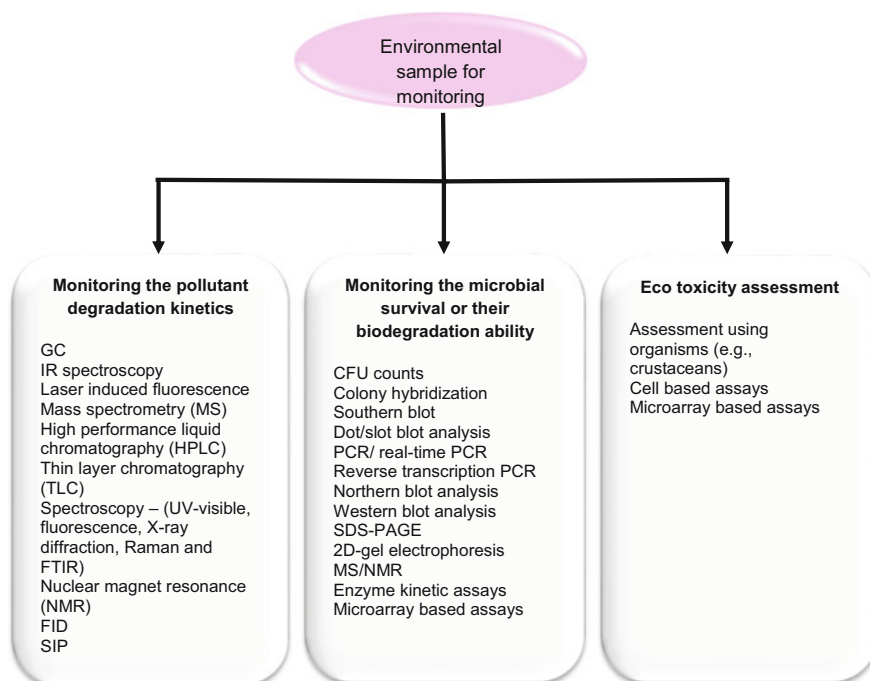 Environmental
sample for
monitoring
Monitoring the pollutant
degradation kinetics
GC
IR spectroscopy
Laser induced fluorescence
Mass spectrometry (MS)
High performance liquid
chromatography (HPLC)
Thin layer chromatography
(TLC)
Spectroscopy – (UV-visible,
fluorescence, X-ray
diffraction, Raman and
FTIR)
Nuclear magnet resonance
(NMR)
FID
SIP
Monitoring the microbial
survival or their
biodegradation ability
CFU counts
Colony hybridization
Southern blot
Dot/slot blot analysis
PCR/ real-time PCR
Reverse transcription PCR
Northern blot analysis
Western blot analysis
SDS-PAGE
2D-gel electrophoresis
MS/NMR
Enzyme kinetic assays
Microarray based assays
Eco toxicity assessment
Assessment using
organisms (e.g.,
crustaceans)
Cell based assays
Microarray based assays